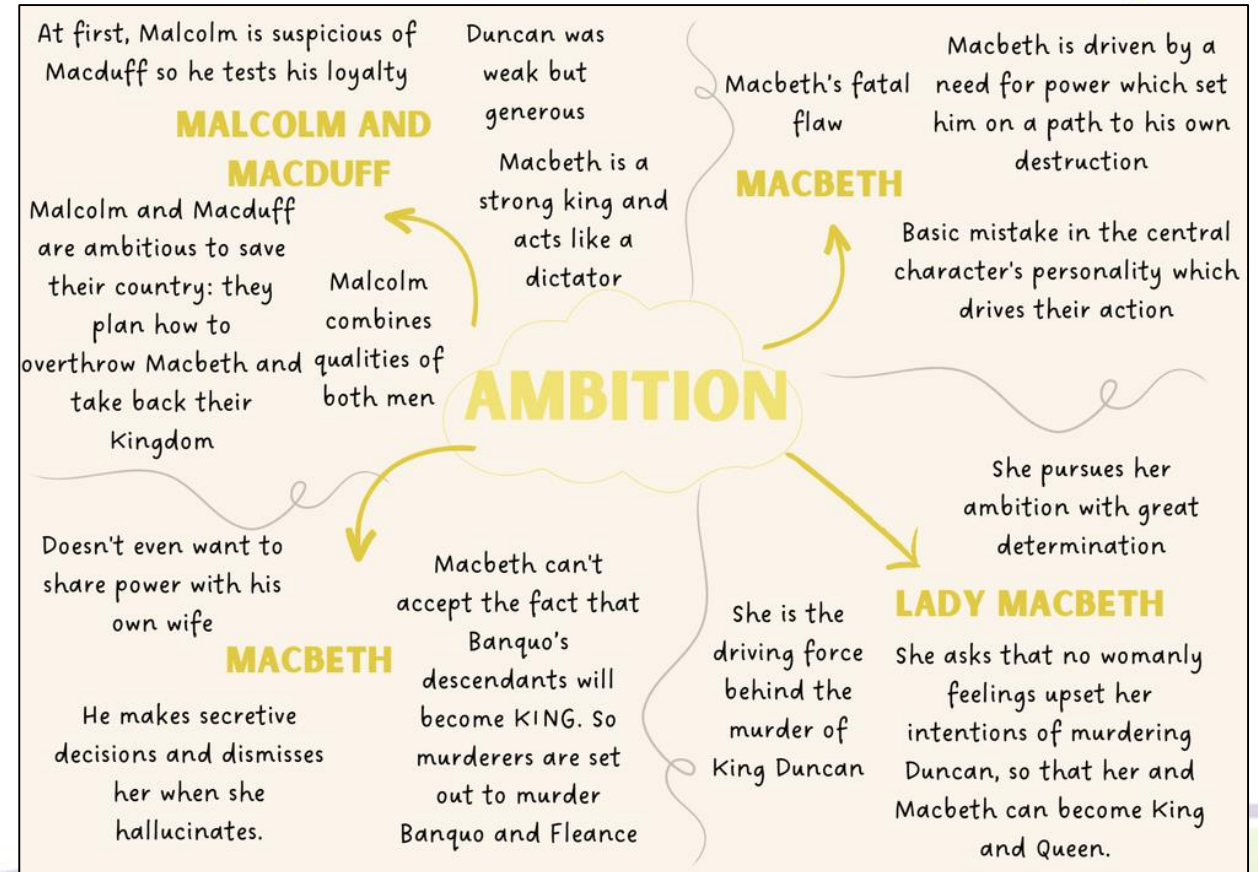 At first, Malcolm is suspicious of
Macduff so he tests his loyalty
MALCOLM AND
MACDUFF
Malcolm and Macduff
are ambitious to save
their country: they
plan how to
overthrow Macbeth and
take back their
Kingdom
Malcolm
combines
qualities of
both men
Duncan was
weak but
generous
Macbeth is a
strong king and
acts like a
dictator
Macbeth's fatal
flaw
MACBETH
Macbeth is driven by a
need for power which set
him on a path to his own
destruction
Basic mistake in the central
character's personality which
drives their action
AMBITION
Doesn't even want to
share power with his
own wife
MACBETH
He makes secretive
decisions and dismisses
her when she
hallucinates.
Macbeth can't
accept the fact that
Banquo's
descendants will
become KING. So
murderers are set
out to murder
Banquo and Fleance
She is the
driving force
behind the
murder of
King Duncan
She pursues her
ambition with great
determination
LADY MACBETH
She asks that no womanly
feelings upset her
intentions of murdering
Duncan, so that her and
Macbeth can become King
and Queen.